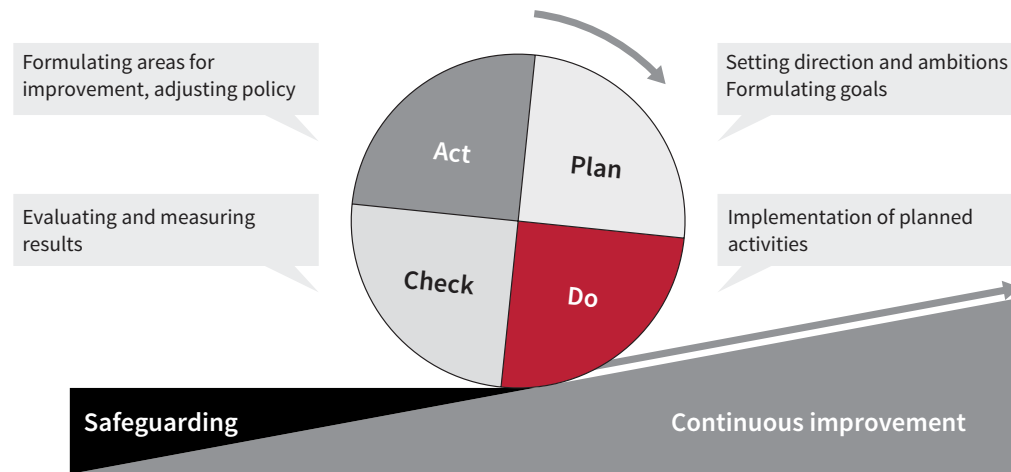 Formulating areas for
improvement, adjusting policy
Setting direction and ambitions
Formulating goals
Act
Plan
Evaluating and measuring
results
Implementation of planned
activities
Check
Do
Safeguarding
Continuous improvement